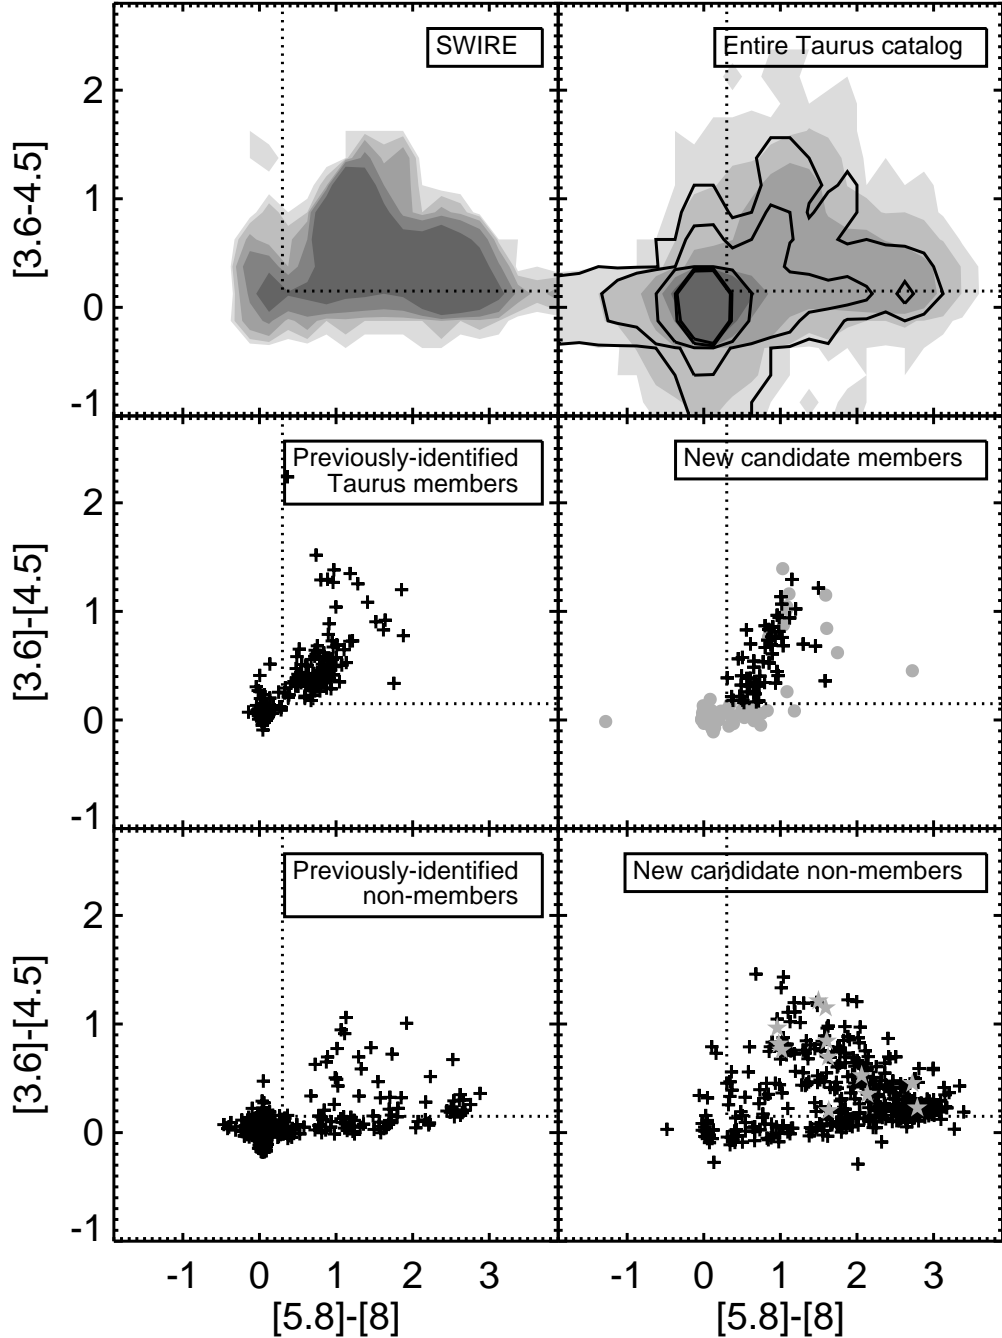 SWIRE
Entire Taurus catalog
2
1
0
-1
[3.6-4.5]
Previously-identified
Taurus members
New candidate members
2
1
0
-1
[3.6]-[4.5]
Previously-identified
non-members
New candidate non-members
2
1
0
-1
[3.6]-[4.5]
-1 0 1 2 3
-1 0 1 2 3
[5.8]-[8]
[5.8]-[8]